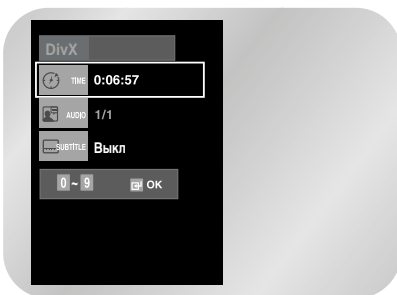 DivX
TIME 0:06:57
AUDIO 1/1
SUBTITLE Выкл
0 ~ 9 OK